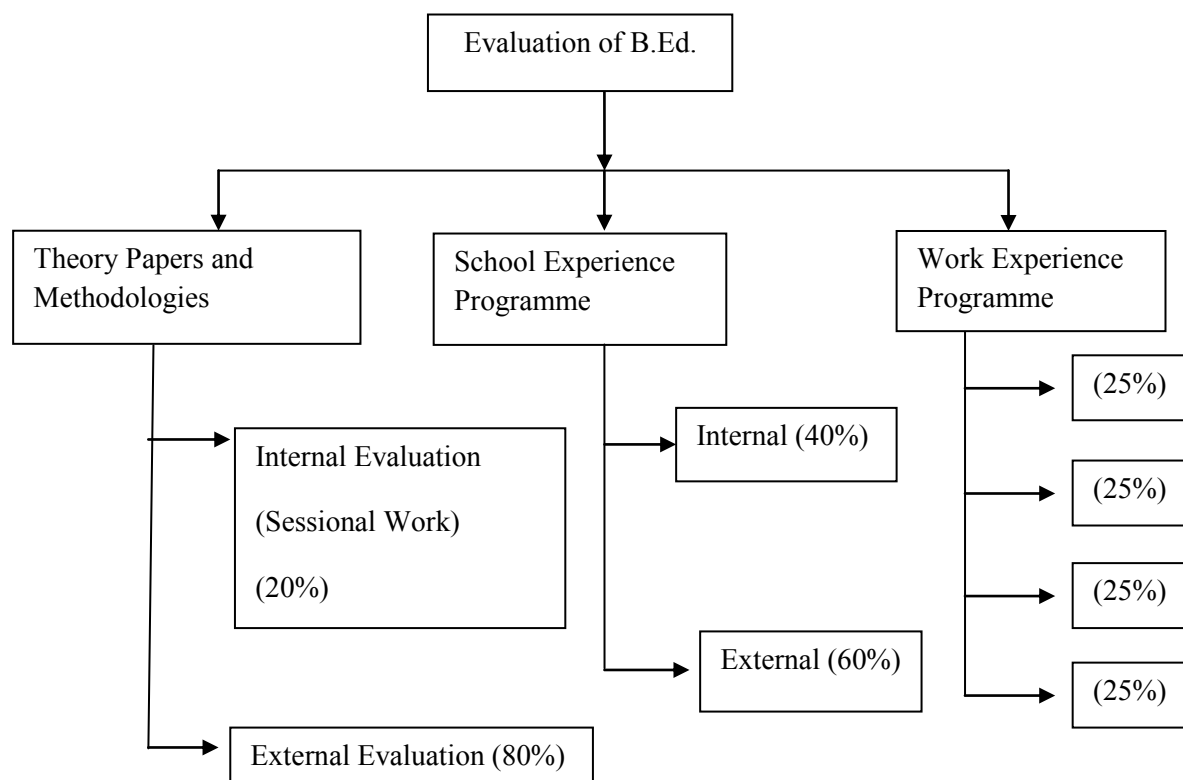 Evaluation of B.Ed.
Theory Papers and
Methodologies
School Experience
Programme
Work Experience
Programme
Internal Evaluation
(Sessional Work)
(20%)
External Evaluation (80%)
Internal (40%)
External (60%)
(25%)
(25%)
(25%)
(25%)